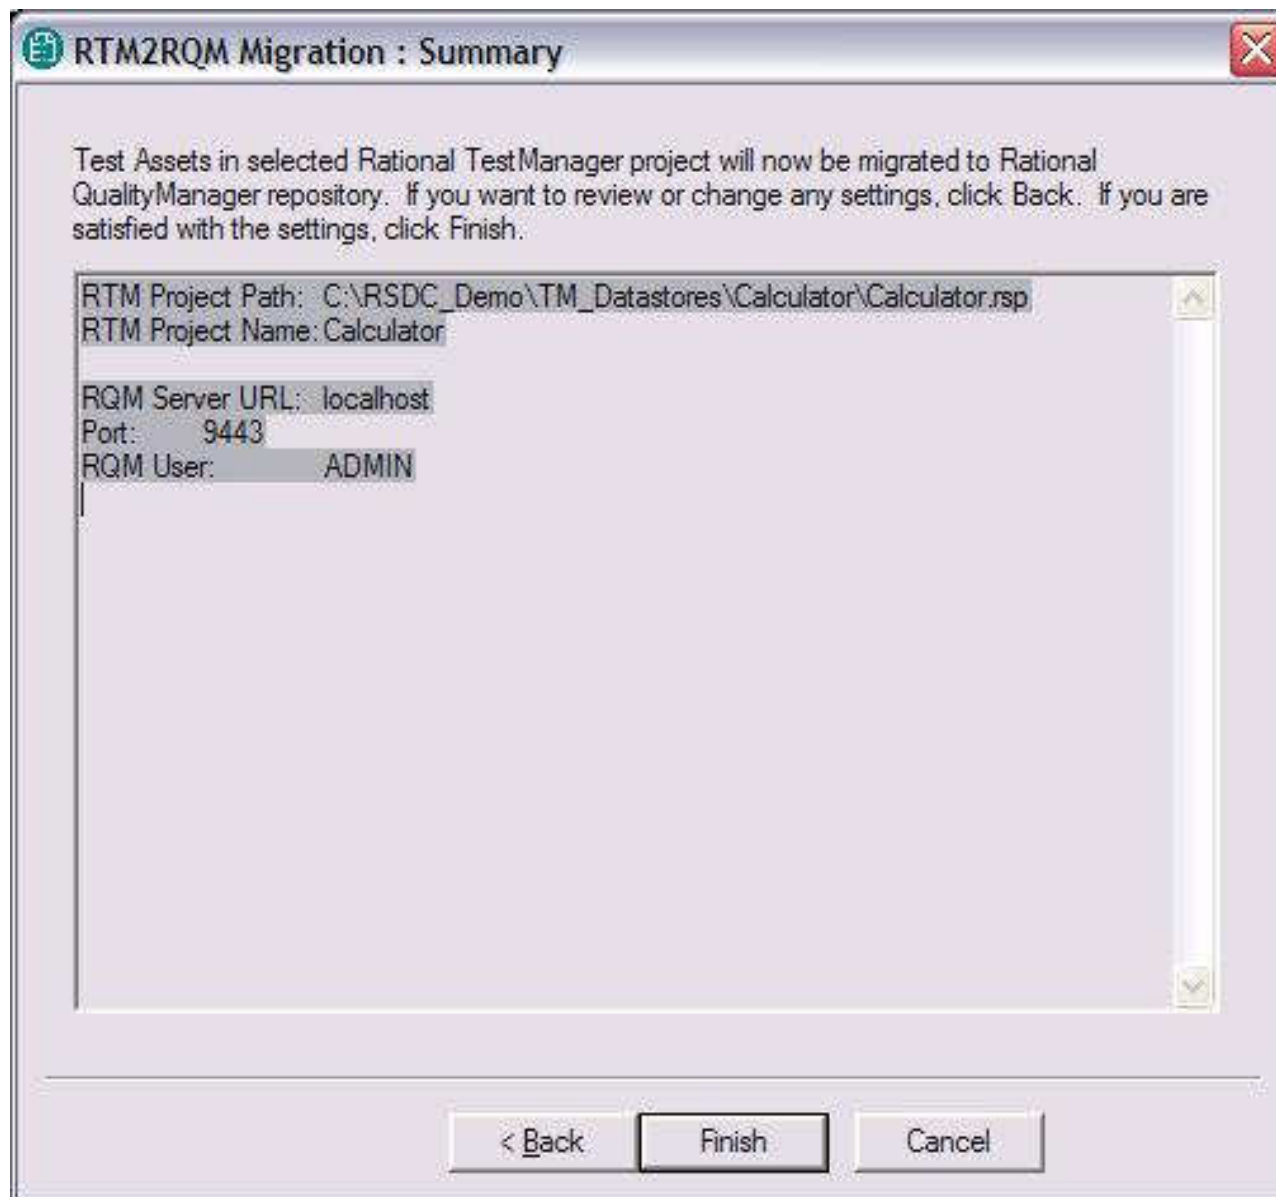 RTM2RQM Migration : Summary
Test Assets in selected Rational TestManager project will now be migrated to Rational
QualityManager repository. If you want to review or change any settings, click Back. If you are
satisfied with the settings, click Finish.
RTM Project Path: C:\RSDC_Demo\TM_Datastores\Calculator\Calculator.rsp
RTM Project Name: Calculator
RQM Server URL: localhost
Port: 9443
RQM User: ADMIN
< Back Finish Cancel